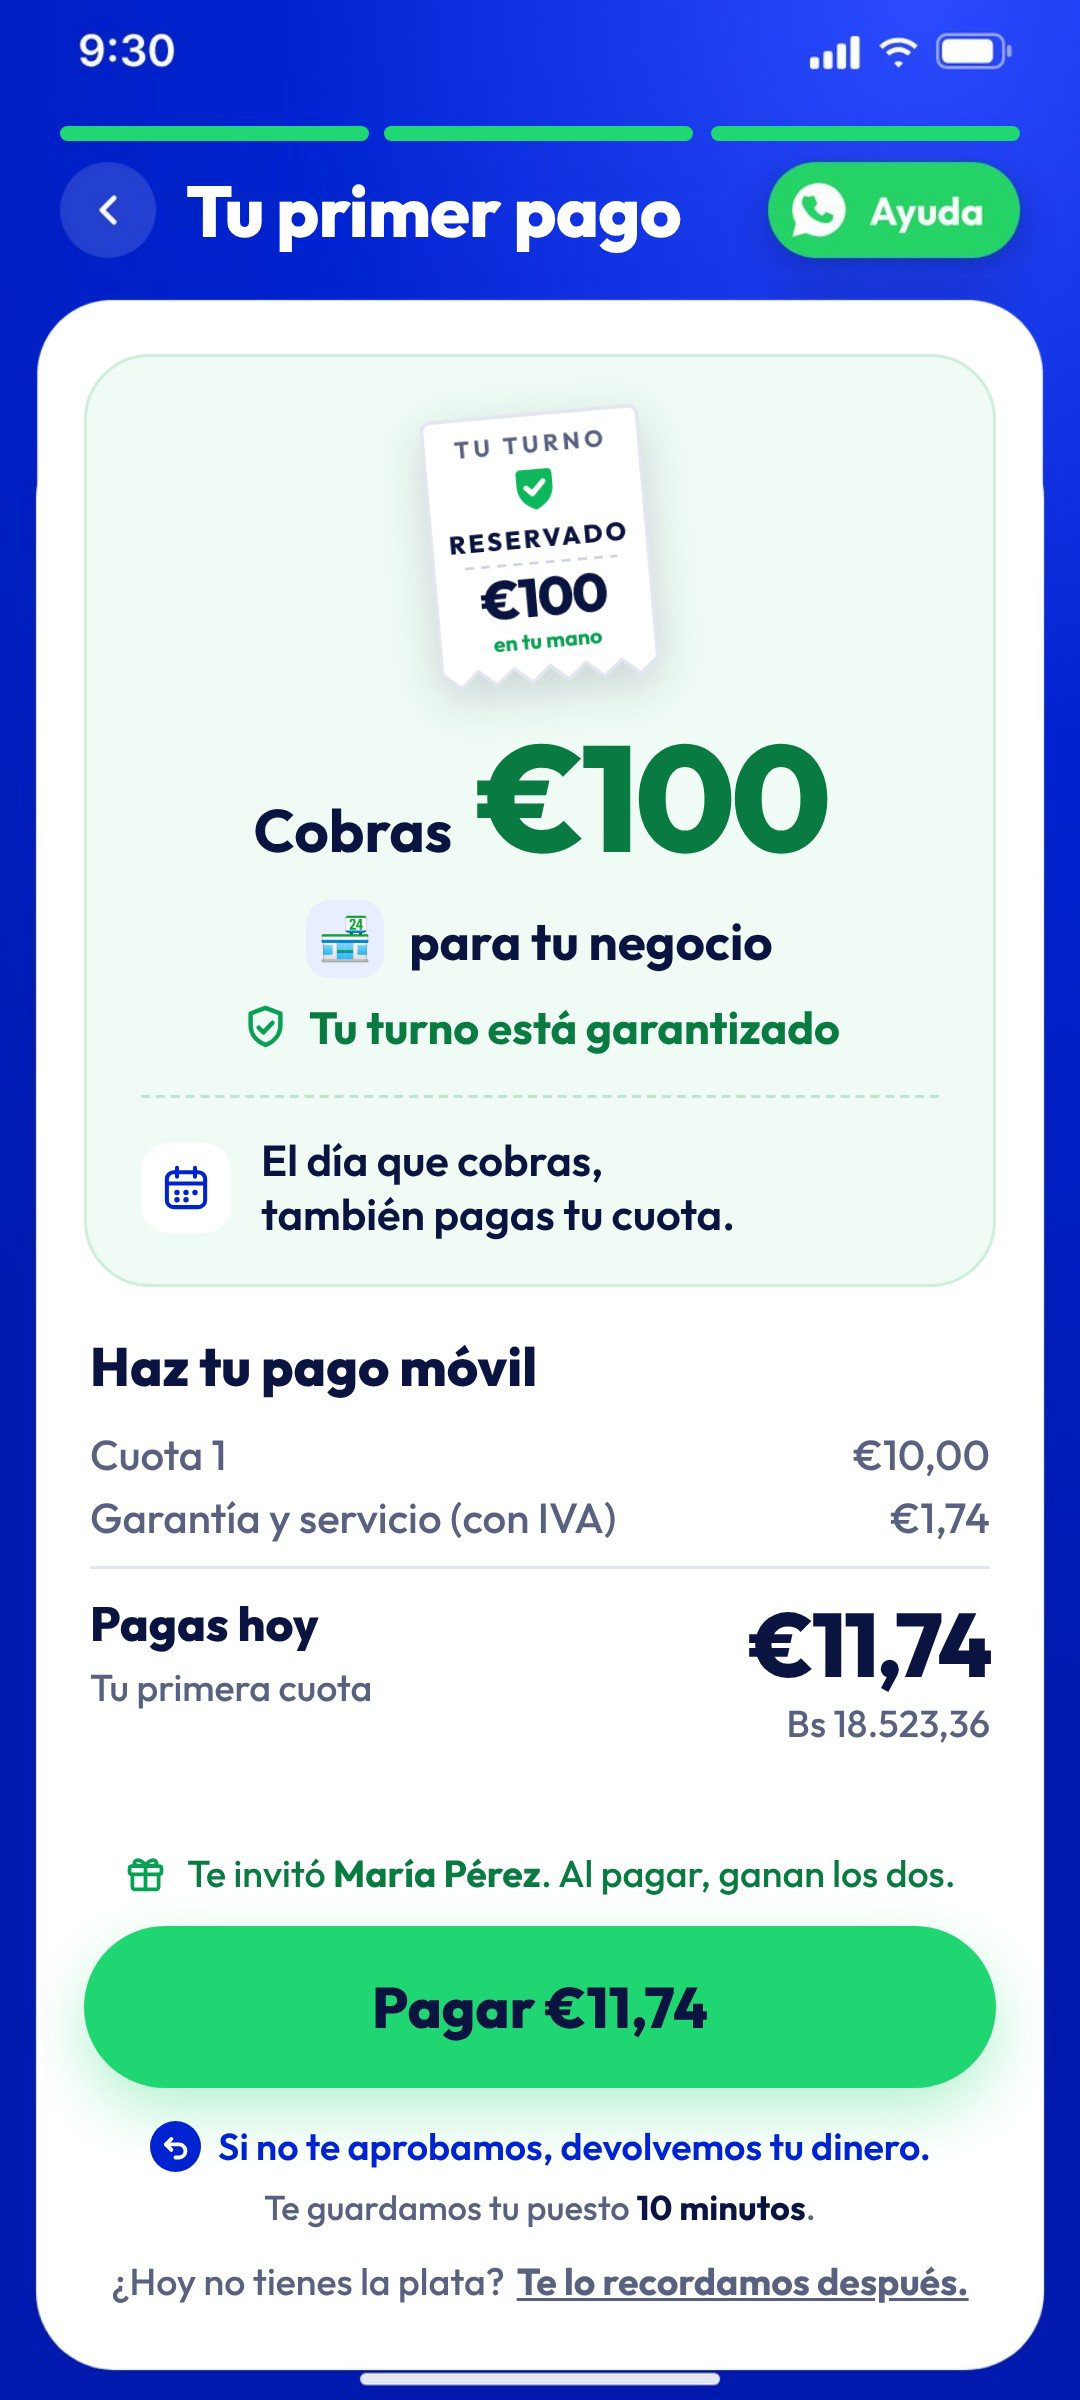 9:30
Tu primer pago
Ayuda
TU TURNO
RESERVADO
€100
en tu mano
Cobras €100
24
para tu negocio
Tu turno está garantizado
El día que cobras,
también pagas tu cuota.
Haz tu pago móvil
Cuota 1 €10,00
Garantía y servicio (con IVA) €1,74
Pagas hoy €11,74
Tu primera cuota
Bs 18.523,36
Te invitó María Pérez. Al pagar, ganan los dos.
Pagar €11,74
Si no te aprobamos, devolvemos tu dinero.
Te guardamos tu puesto 10 minutos.
¿Hoy no tienes la plata? Te lo recordamos después.